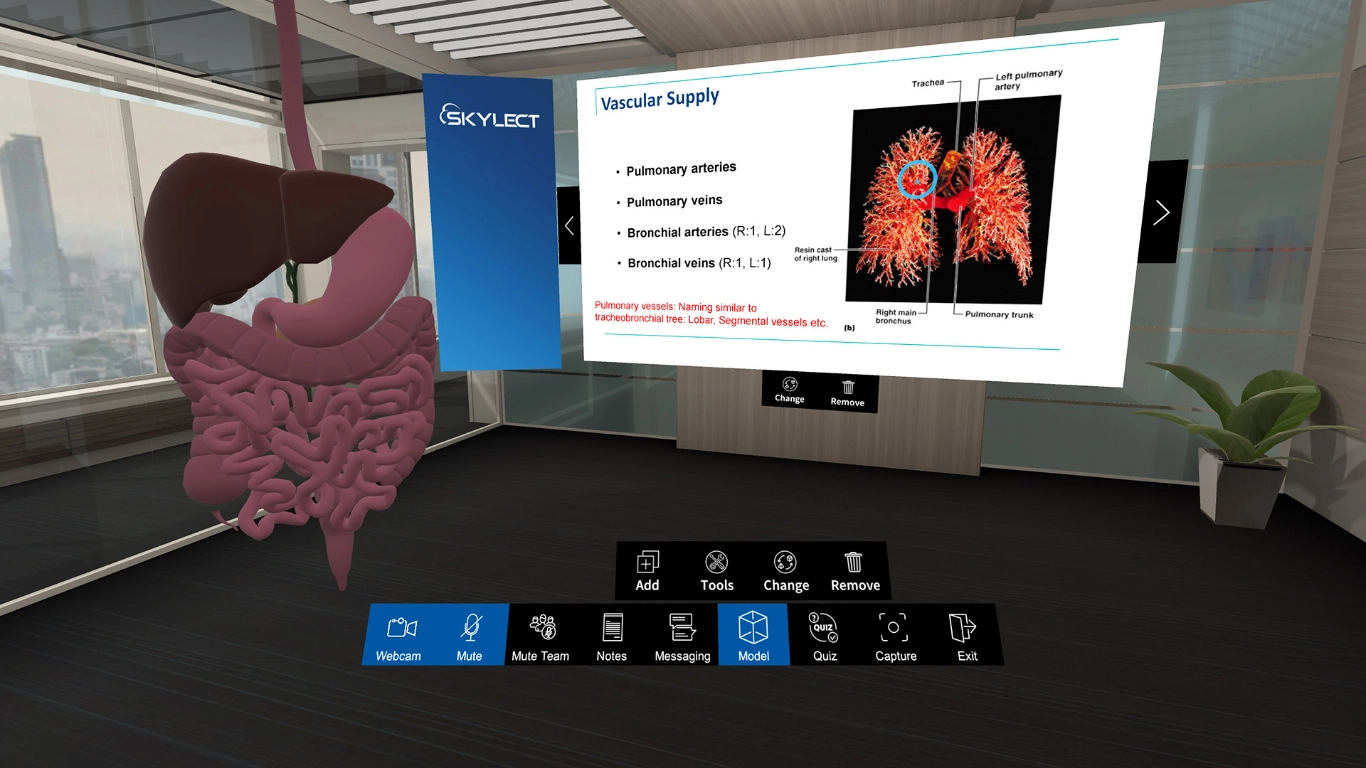 SKYLECT
Vascular Supply
• Pulmonary arteries
• Pulmonary veins
• Bronchial arteries (R:1, L:2)
• Bronchial veins (R:1, L:1)
Pulmonary vessels: Naming similar to
tracheobronchial tree: Lobar, Segmental vessels etc.
Trachea
Left pulmonary
artery
Resin cast
of right lung
Right main
bronchus
Pulmonary trunk
(b)
Change
Remove
Add
Tools
Change
Remove
Webcam
Mute
Mute Team
Notes
Messaging
Model
QUIZ
Quiz
Capture
Exit